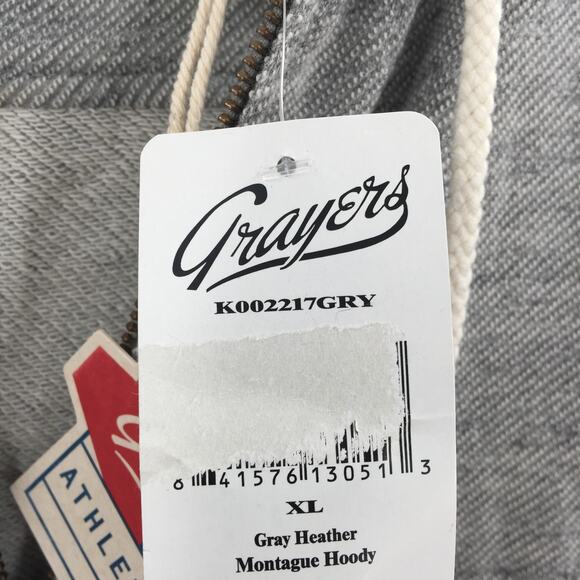 Grayers
K002217GRY
8 41576 13051 3
XL
Gray Heather
Montague Hoody
ATHLE